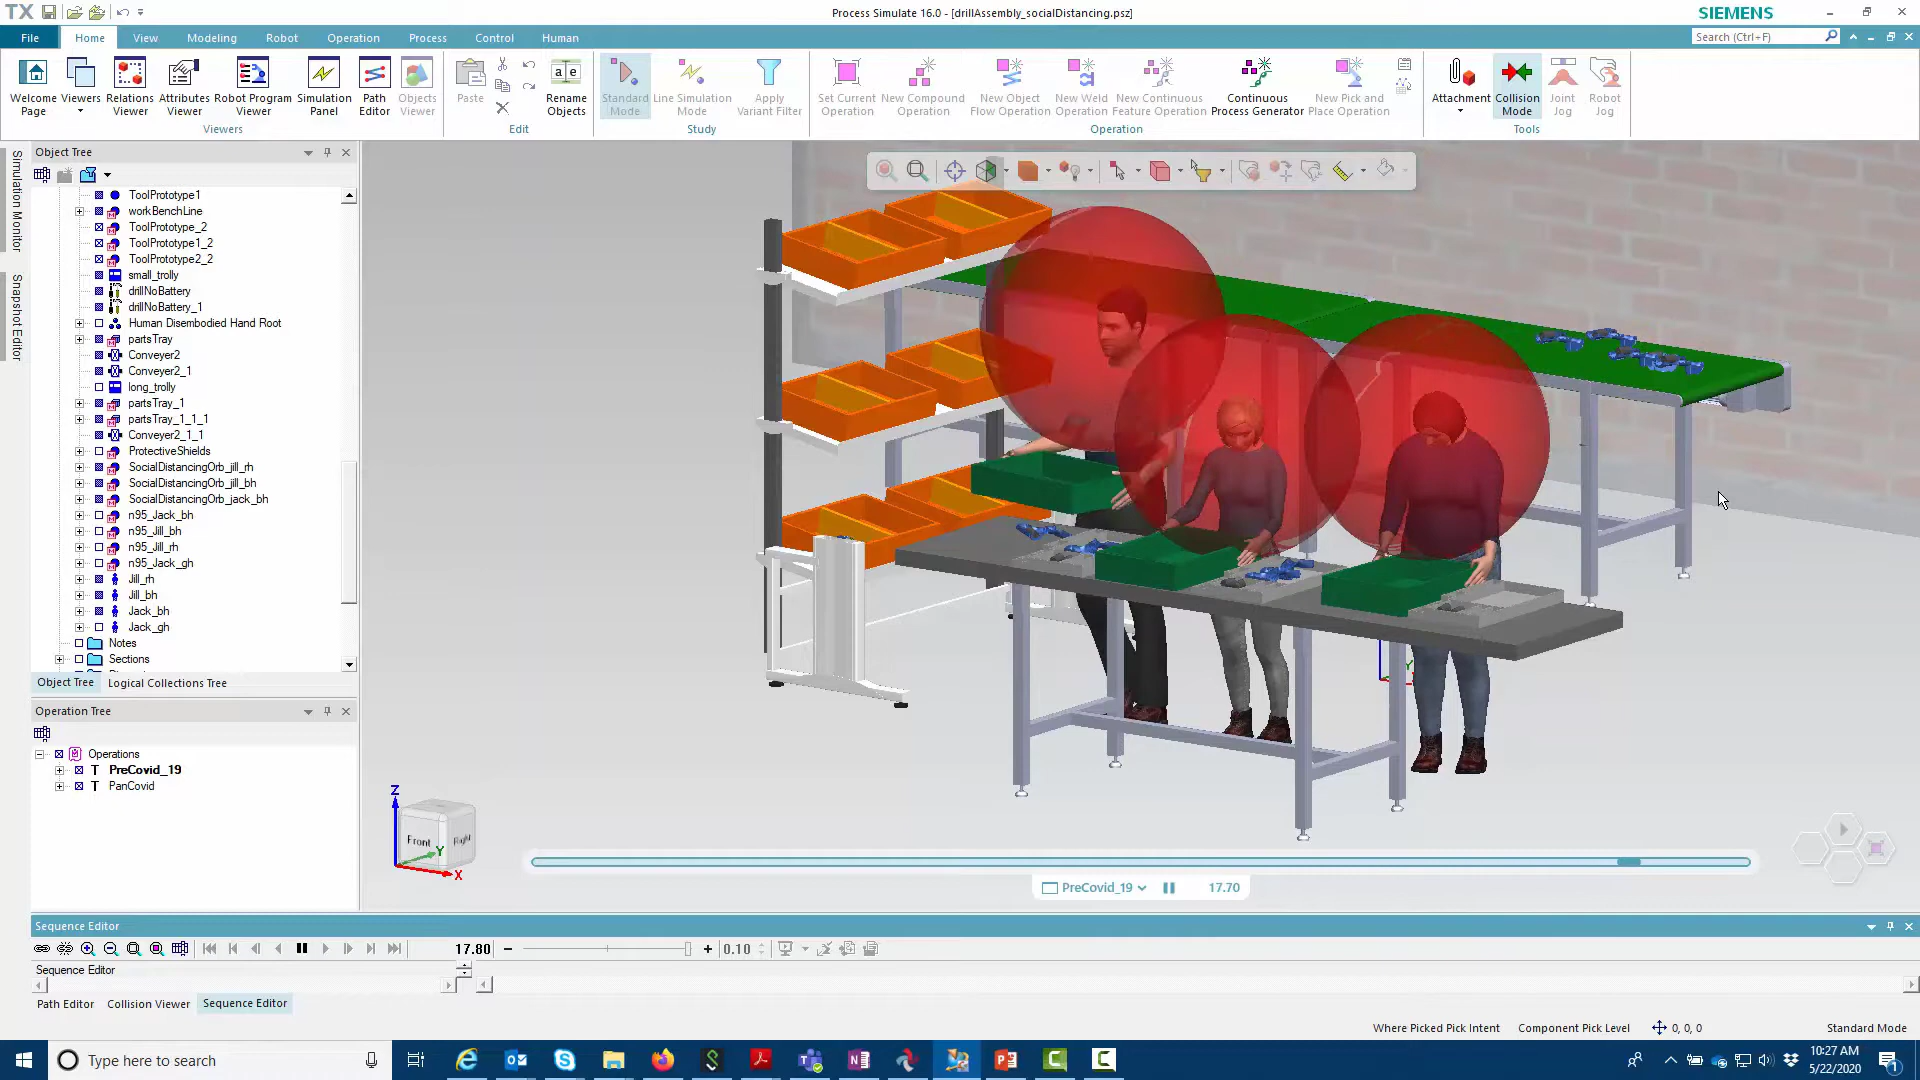 TX
Process Simulate 16.0 - [drillAssembly_socialDistancing.psz]
SIEMENS
File
Home
View
Modeling
Robot
Operation
Process
Control
Human
Search (Ctrl+F)
Welcome Page
Viewers
Relations Viewer
Attributes Viewer
Robot Program Viewer
Simulation Panel
Path Editor
Objects Viewer
Paste
Rename Objects
Standard Mode
Line Simulation Mode
Apply Variant Filter
Set Current Operation
New Compound Operation
New Object Flow Operation
New Weld Operation
New Continuous Feature Operation
Continuous Process Generator
New Pick and Place Operation
Attachment
Collision Mode
Joint Jog
Robot Jog
Viewers
Edit
Study
Operation
Tools
Simulation Monitor
Snapshot Editor
Object Tree
ToolPrototype1
workBenchLine
ToolPrototype_2
ToolPrototype1_2
ToolPrototype2_2
small_trolly
drillNoBattery
drillNoBattery_1
Human Disembodied Hand Root
partsTray
Conveyer2
Conveyer2_1
long_trolly
partsTray_1
partsTray_1_1_1
Conveyer2_1_1
ProtectiveShields
SocialDistancingOrb_jill_rh
SocialDistancingOrb_jill_bh
SocialDistancingOrb_jack_bh
n95_Jack_bh
n95_Jill_bh
n95_Jill_rh
n95_Jack_gh
Jill_rh
Jill_bh
Jack_bh
Jack_gh
Notes
Sections
Object Tree
Logical Collections Tree
Operation Tree
Operations
PreCovid_19
PanCovid
Z
Front
Right
Y
X
Y
PreCovid_19
17.70
Sequence Editor
17.80
0.10
Sequence Editor
Path Editor
Collision Viewer
Sequence Editor
Where Picked Pick Intent
Component Pick Level
0, 0, 0
Standard Mode
Type here to search
10:27 AM
5/22/2020
1